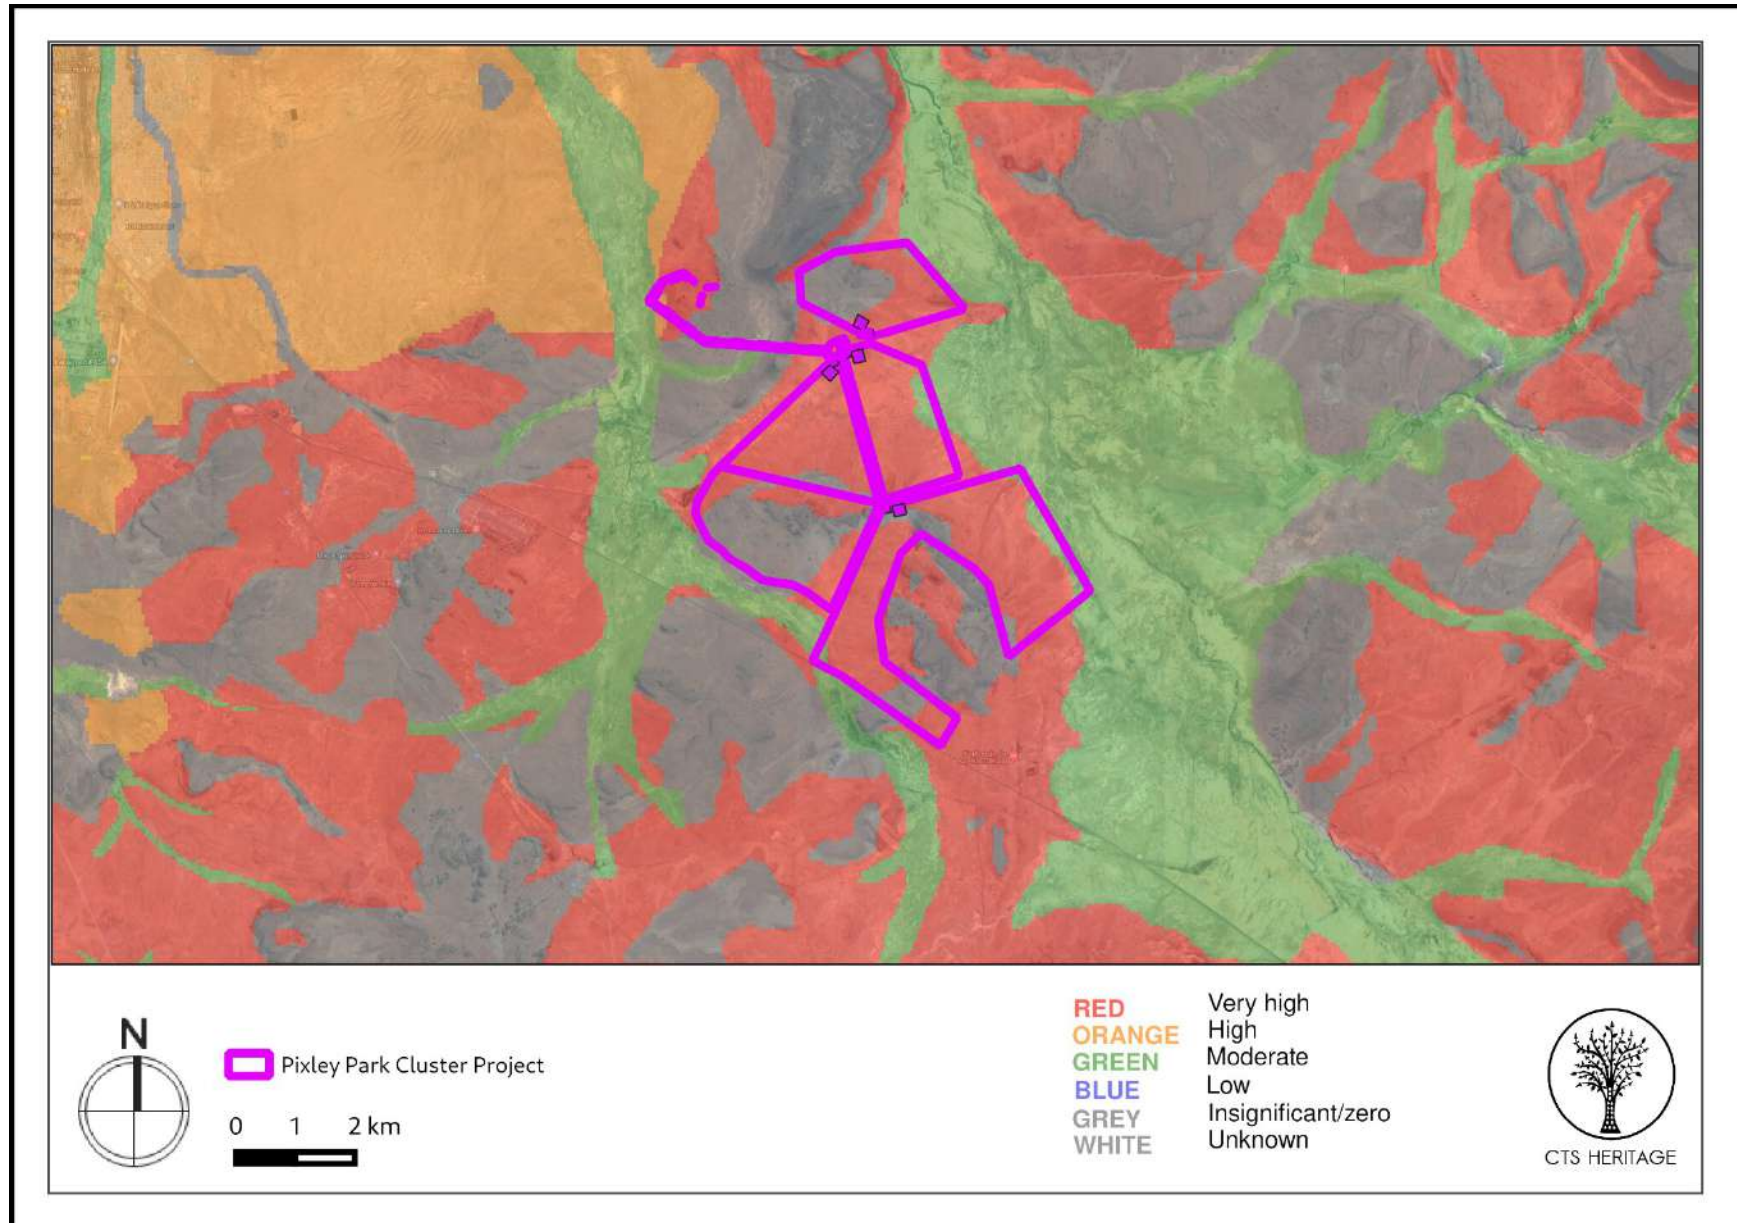 N
Pixley Park Cluster Project
0 1 2 km
RED Very high
ORANGE High
GREEN Moderate
BLUE Low
GREY Insignificant/zero
WHITE Unknown
CTS HERITAGE